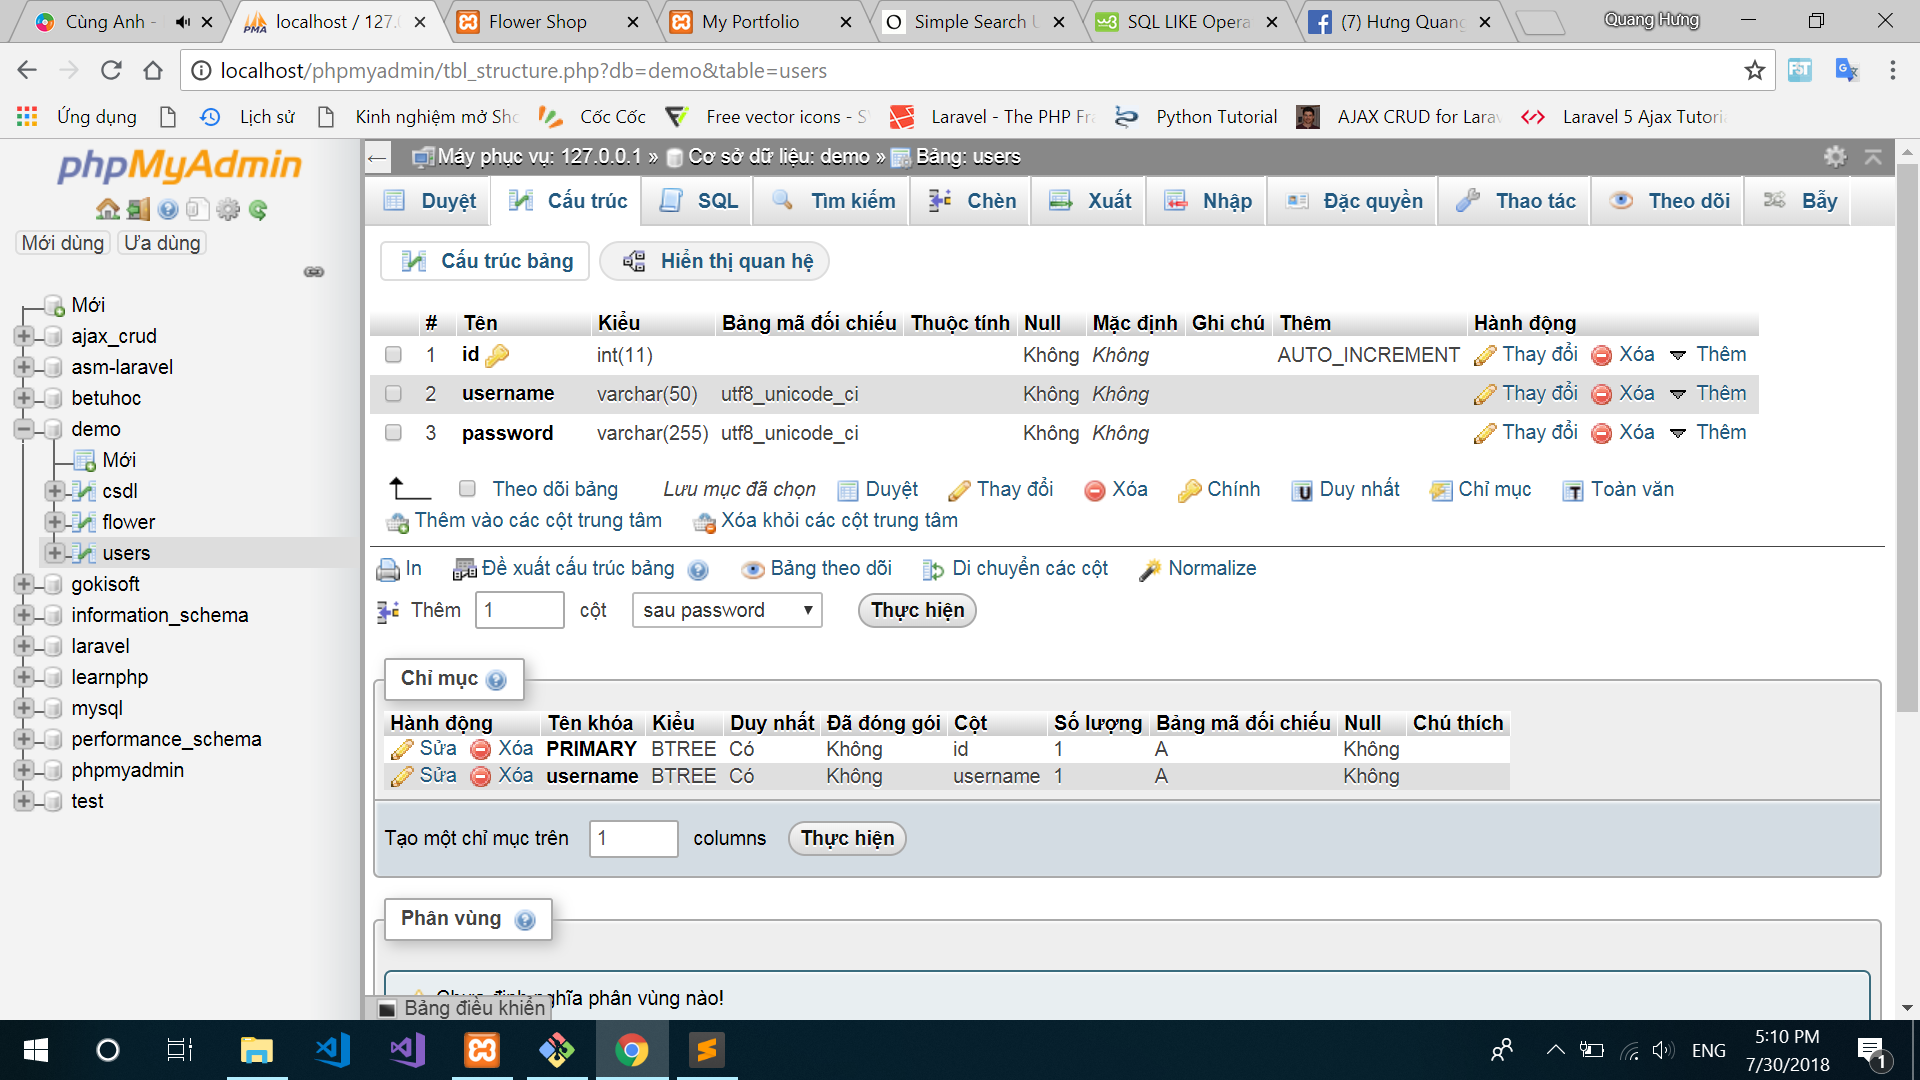 Cùng Anh -
localhost / 127.
Flower Shop
My Portfolio
Simple Search
SQL LIKE Opera
(7) Hưng Quang
Quang Hưng
localhost/phpmyadmin/tbl_structure.php?db=demo&table=users
Ứng dụng
Lịch sử
Kinh nghiệm mở
Cốc Cốc
Free vector icons -
Laravel - The PHP
Python Tutorial
AJAX CRUD for
Laravel 5 Ajax
phpMyAdmin
Mới dùng Ưa dùng
Mới
ajax_crud
asm-laravel
betuhoc
demo
Mới
csdl
flower
users
gokisoft
information_schema
laravel
learnphp
mysql
performance_schema
phpmyadmin
test
Máy phục vụ: 127.0.0.1 » Cơ sở dữ liệu: demo » Bảng: users
Duyệt Cấu trúc SQL Tìm kiếm Chèn Xuất Nhập Đặc quyền Thao tác Theo dõi Bẫy
Cấu trúc bảng Hiển thị quan hệ
# Tên Kiểu Bảng mã đối chiếu Thuộc tính Null Mặc định Ghi chú Thêm Hành động
1 id int(11) Không Không AUTO_INCREMENT Thay đổi Xóa Thêm
2 username varchar(50) utf8_unicode_ci Không Không Thay đổi Xóa Thêm
3 password varchar(255) utf8_unicode_ci Không Không Thay đổi Xóa Thêm
Theo dõi bảng Lưu mục đã chọn Duyệt Thay đổi Xóa Chính Duy nhất Chỉ mục Toàn văn
Thêm vào các cột trung tâm Xóa khỏi các cột trung tâm
In Đề xuất cấu trúc bảng Bảng theo dõi Di chuyển các cột Normalize
Thêm 1 cột sau password Thực hiện
Chỉ mục
Hành động Tên khóa Kiểu Duy nhất Đã đóng gói Cột Số lượng Bảng mã đối chiếu Null Chú thích
Sửa Xóa PRIMARY BTREE Có Không id 1 A Không
Sửa Xóa username BTREE Có Không username 1 A Không
Tạo một chỉ mục trên 1 columns Thực hiện
Phân vùng
Chưa định nghĩa phân vùng nào!
Bảng điều khiển
ENG
5:10 PM
7/30/2018
1